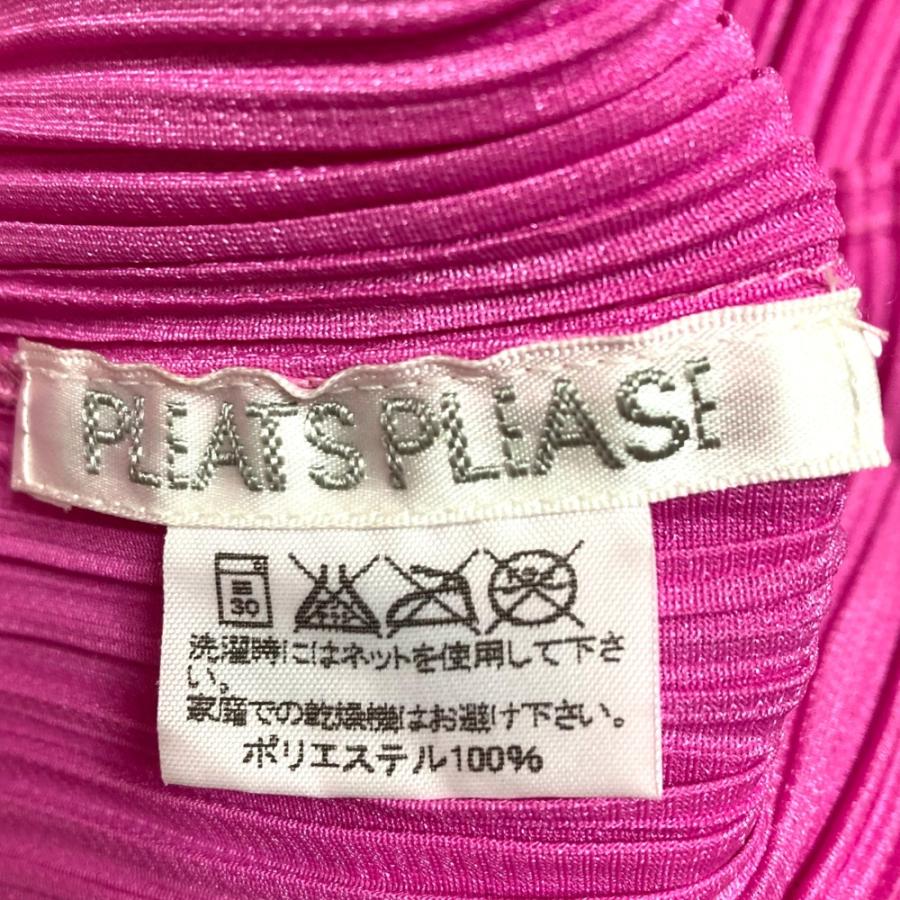 PLEATS PLEASE
30
洗濯時にはネットを使用して下さ
い。
家庭での乾燥機はお避け下さい。
ポリエステル100%